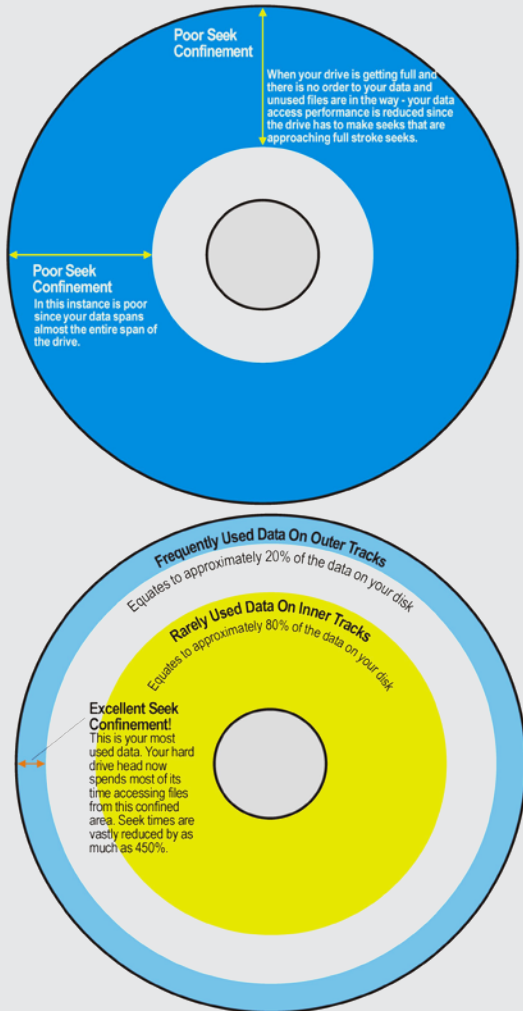 Poor Seek
Confinement
When your drive is getting full and
there is no order to your data and
unused files are in the way - your data
access performance is reduced since
the drive has to make seeks that are
approaching full stroke seeks.
Poor Seek
Confinement
In this instance is poor
since your data spans
almost the entire span of
the drive.
Frequently Used Data On Outer Tracks
Equates to approximately 20% of the data on your disk
Rarely Used Data On Inner Tracks
Equates to approximately 80% of the data on your disk
Excellent Seek
Confinement!
This is your most
used data. Your hard
drive head now
spends most of its
time accessing files
from this confined
area. Seek times are
vastly reduced by as
much as 450%.